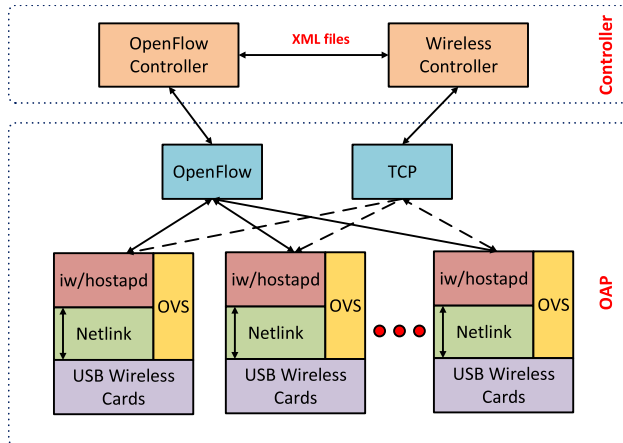 OpenFlow
Controller
XML files
Wireless
Controller
Controller
OpenFlow
TCP
iw/hostapd
OVS
Netlink
USB Wireless
Cards
iw/hostapd
OVS
Netlink
USB Wireless
Cards
iw/hostapd
OVS
Netlink
USB Wireless
Cards
OAP